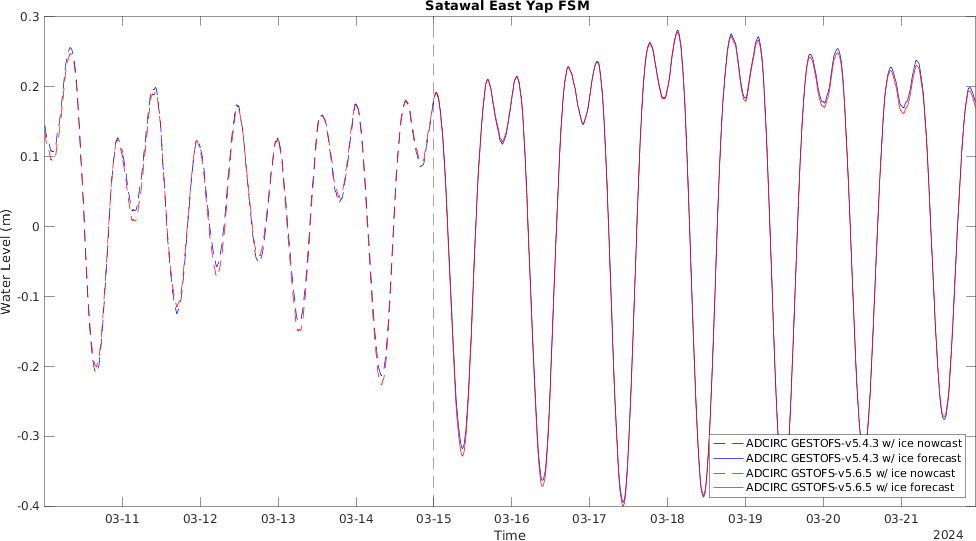 Satawal East Yap FSM
0.3
0.2
0.1
0
-0.1
-0.2
-0.3
-0.4
Water Level (m)
ADCIRC GESTOFS-v5.4.3 w/ ice nowcast
ADCIRC GESTOFS-v5.4.3 w/ ice forecast
ADCIRC GSTOFS-v5.6.5 w/ ice nowcast
ADCIRC GSTOFS-v5.6.5 w/ ice forecast
03-11 03-12 03-13 03-14 03-15 03-16 03-17 03-18 03-19 03-20 03-21
Time
2024